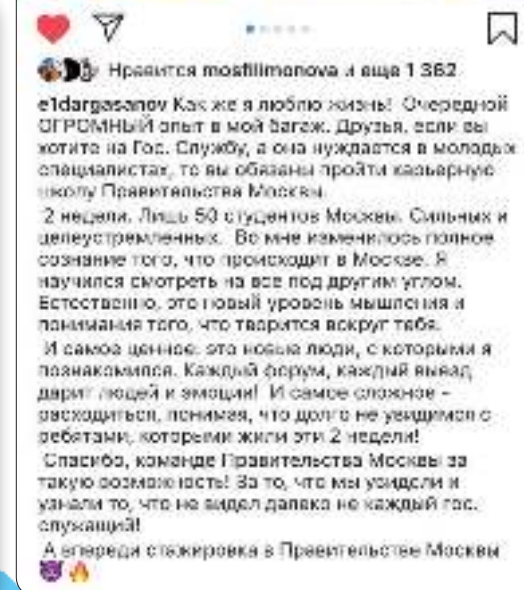 Нравится mosfilimonova и еще 1 362
e1dargasanov Как же я люблю жизнь! Очередной
ОГРОМНЫЙ опыт в мой багаж. Друзья, если вы
хотите на Гос. Службу, а она нуждается в молодых
специалистах, то вы обязаны пройти карьерную
школу Правительства Москвы.
2 недели. Лишь 50 студентов Москвы. Сильных и
целеустремленных. Во мне изменилось полное
сознание того, что происходит в Москве. Я
научился смотреть на все под другим углом.
Естественно, это новый уровень мышления и
понимания того, что творится вокруг тебя.
И самое ценное: это новые люди, с которыми я
познакомился. Каждый форум, каждый выезд
дарит людей и эмоции! И самое сложное –
расходиться, понимая, что долго не увидимся с
ребятами, которыми жили эти 2 недели!
Спасибо, команде Правительства Москвы за
такую возможность! За то, что мы увидели и
узнали то, что не видел далеко не каждый гос.
служащий!
А впереди стажировка в Правительстве Москвы